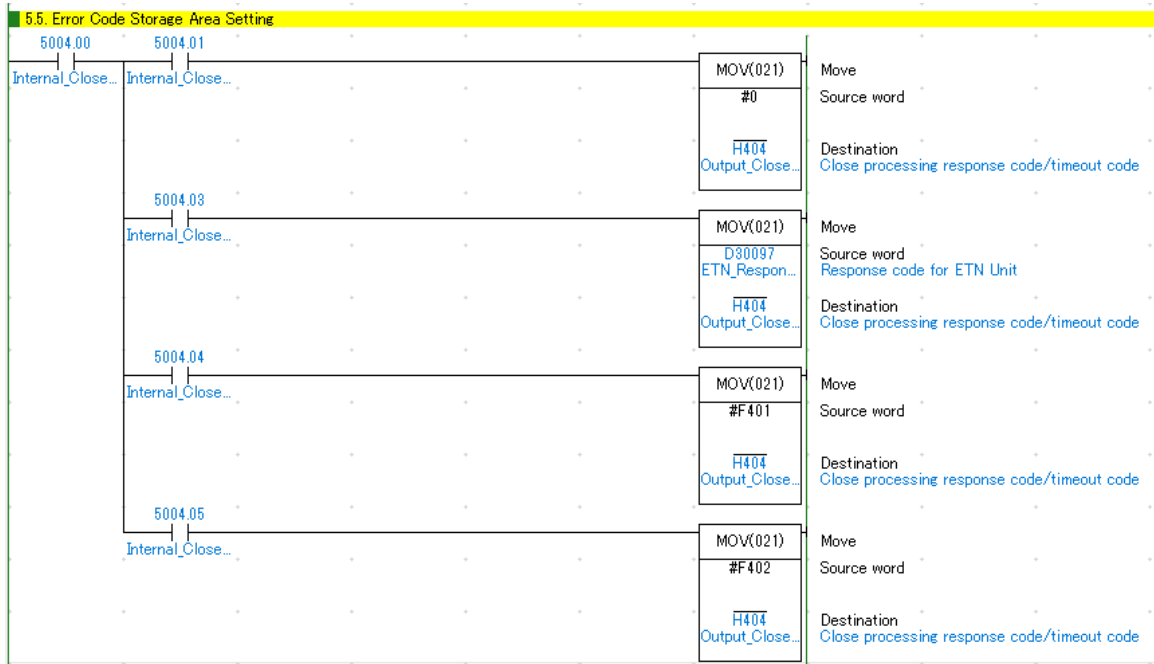 5.5. Error Code Storage Area Setting
5004.00 5004.01
Internal_Close... Internal_Close...
MOV(021) Move
#0 Source word
H404 Destination
Output_Close... Close processing response code/timeout code
5004.03
Internal_Close...
MOV(021) Move
D30097 Source word
ETN_Respon... Response code for ETN Unit
H404 Destination
Output_Close... Close processing response code/timeout code
5004.04
Internal_Close...
MOV(021) Move
#F401 Source word
H404 Destination
Output_Close... Close processing response code/timeout code
5004.05
Internal_Close...
MOV(021) Move
#F402 Source word
H404 Destination
Output_Close... Close processing response code/timeout code